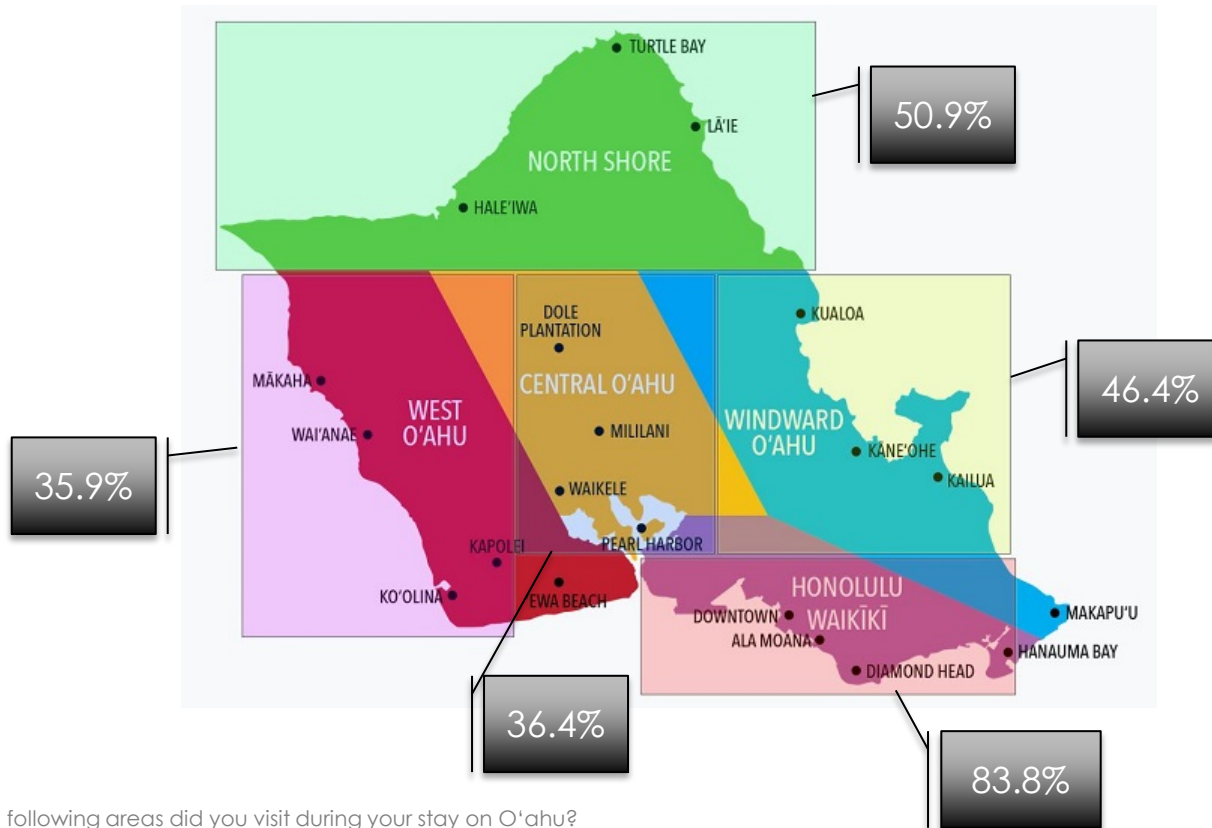 TURTLE BAY
50.9%
LĀ'IE
NORTH SHORE
HALE'IWA
KUALOA
DOLE
PLANTATION
46.4%
MĀKAHA
CENTRAL O'AHU
WEST
O'AHU
WINDWARD
O'AHU
WAI'ANAE
MILILANI
KĀNE'OHE
KAILUA
35.9%
WAIKELE
PEARL HARBOR
KAPOLEI
KO'OLINA
EWA BEACH
HONOLULU
WAIKĪKĪ
DOWNTOWN
ALA MOANA
MAKAPU'U
HANAUMA BAY
DIAMOND HEAD
36.4%
83.8%
following areas did you visit during your stay on Oʻahu?